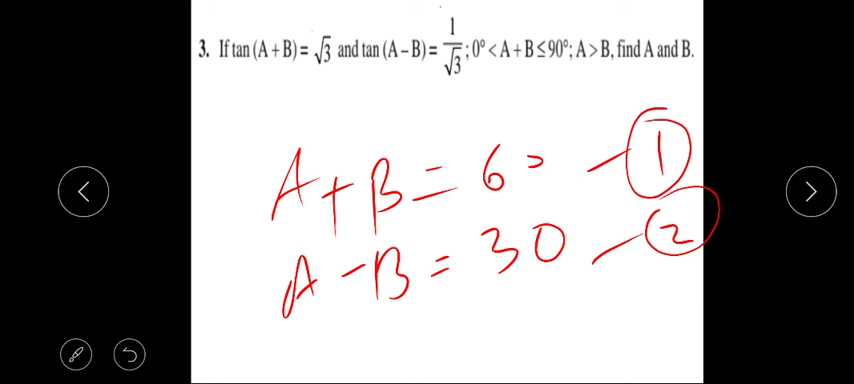 3. If tan (A + B) = √3 and tan (A – B) = 1/√3 ; 0° < A + B ≤ 90°; A > B, find A and B.
A + B = 60 — 1
A – B = 30 — 2